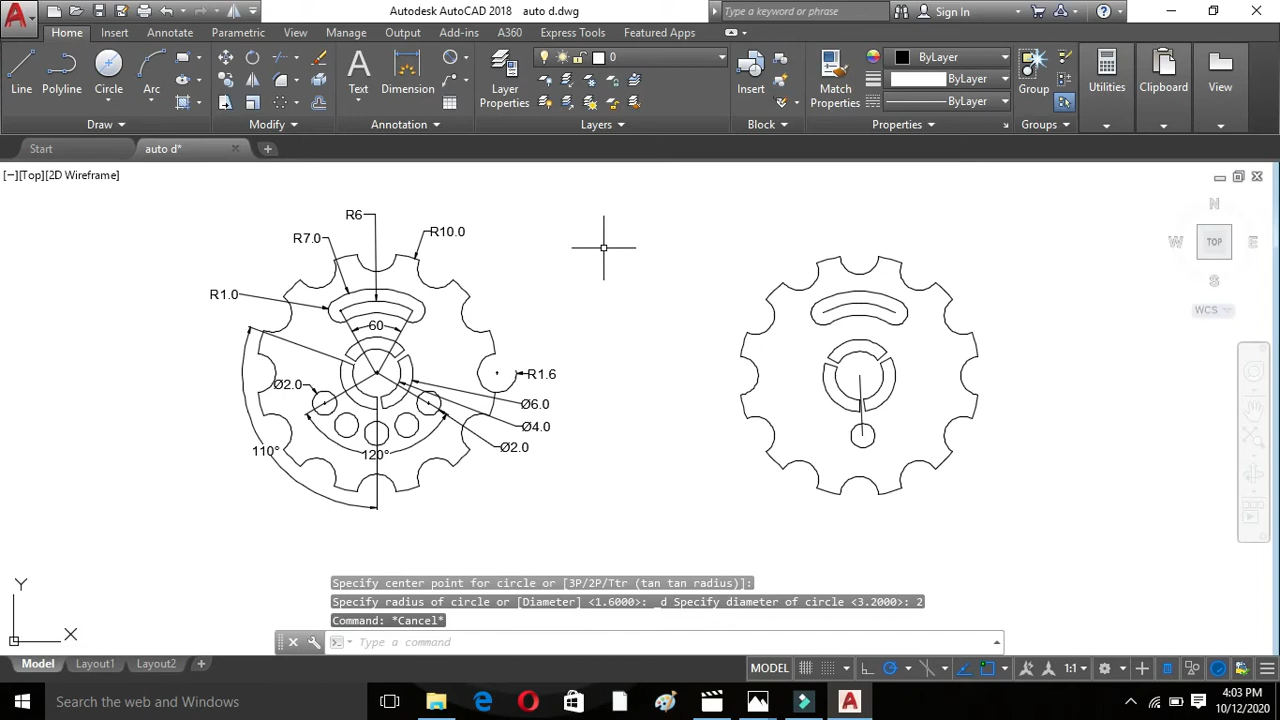 Autodesk AutoCAD 2018 auto d.dwg
Type a keyword or phrase
Sign In
Home Insert Annotate Parametric View Manage Output Add-ins A360 Express Tools Featured Apps
0
ByLayer
ByLayer
ByLayer
Line Polyline Circle Arc
Text Dimension
Layer Properties
Insert
Match Properties
Group
Utilities Clipboard View
Draw Modify Annotation Layers Block Properties Groups
Start auto d*
[−][Top][2D Wireframe]
N
W TOP E
S
WCS
R6
R7.0
R10.0
R1.0
60
Ø2.0
R1.6
Ø6.0
Ø4.0
Ø2.0
110°
120°
Y
X
Specify center point for circle or [3P/2P/Ttr (tan tan radius)]:
Specify radius of circle or [Diameter] <1.6000>: _d Specify diameter of circle <3.2000>: 2
Command: *Cancel*
Type a command
Model Layout1 Layout2
MODEL 1:1
Search the web and Windows
4:03 PM
10/12/2020